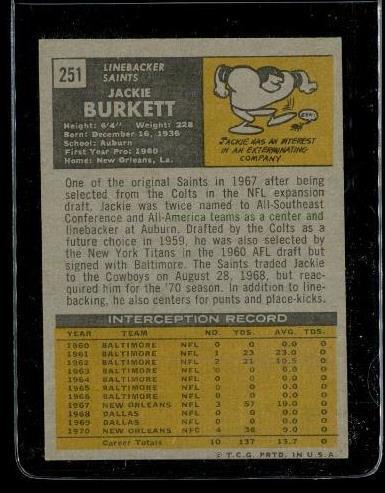 251
LINEBACKER
SAINTS
JACKIE
BURKETT
Height: 6'4" Weight: 228
Born: December 16, 1936
School: Auburn
First Year Pro: 1960
Home: New Orleans, La.
JACKIE HAS AN INTEREST
IN AN EXTERMINATING
COMPANY
One of the original Saints in 1967 after being
selected from the Colts in the NFL expansion
draft. Jackie was twice named to All-Southeast
Conference and All-America teams as a center and
linebacker at Auburn. Drafted by the Colts as a
future choice in 1959, he was also selected by
the New York Titans in the 1960 AFL draft but
signed with Baltimore. The Saints traded Jackie
to the Cowboys on August 28, 1968, but reac-
quired him for the '70 season. In addition to line-
backing, he also centers for punts and place-kicks.
INTERCEPTION RECORD
YEAR TEAM NO. YDS. AVG. TDS.
1960 BALTIMORE NFL 0 0 0.0 0
1961 BALTIMORE NFL 1 23 23.0 0
1962 BALTIMORE NFL 2 21 10.5 0
1963 BALTIMORE NFL 0 0 0.0 0
1964 BALTIMORE NFL 0 0 0.0 0
1965 BALTIMORE NFL 0 0 0.0 0
1966 BALTIMORE NFL 0 0 0.0 0
1967 NEW ORLEANS NFL 3 57 19.0 0
1968 DALLAS NFL 0 0 0.0 0
1969 DALLAS NFL 0 0 0.0 0
1970 NEW ORLEANS NFC 4 36 9.0 0
Career Totals 10 137 13.7 0
© T.C.G. PRTD. IN U.S.A.